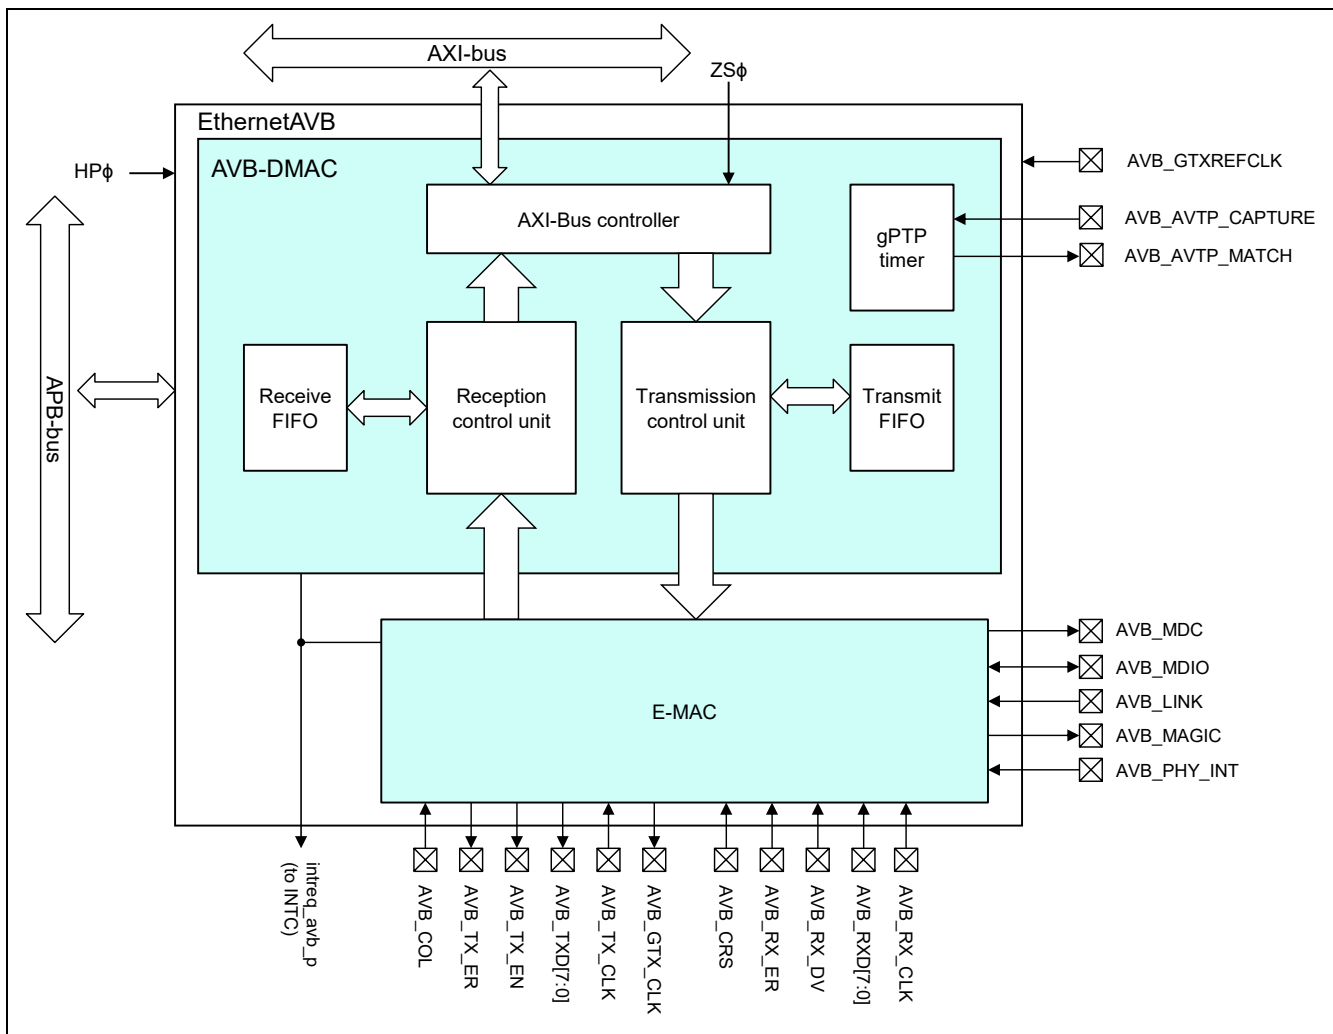 AXI-bus
ZSϕ
EthernetAVB
HPϕ
AVB-DMAC
AVB_GTXREFCLK
AXI-Bus controller
gPTP
timer
AVB_AVTP_CAPTURE
AVB_AVTP_MATCH
APB-bus
Receive
FIFO
Reception
control unit
Transmission
control unit
Transmit
FIFO
E-MAC
AVB_MDC
AVB_MDIO
AVB_LINK
AVB_MAGIC
AVB_PHY_INT
intreq_avb_p
(to INTC)
AVB_COL
AVB_TX_ER
AVB_TX_EN
AVB_TXD[7:0]
AVB_TX_CLK
AVB_GTX_CLK
AVB_CRS
AVB_RX_ER
AVB_RX_DV
AVB_RXD[7:0]
AVB_RX_CLK